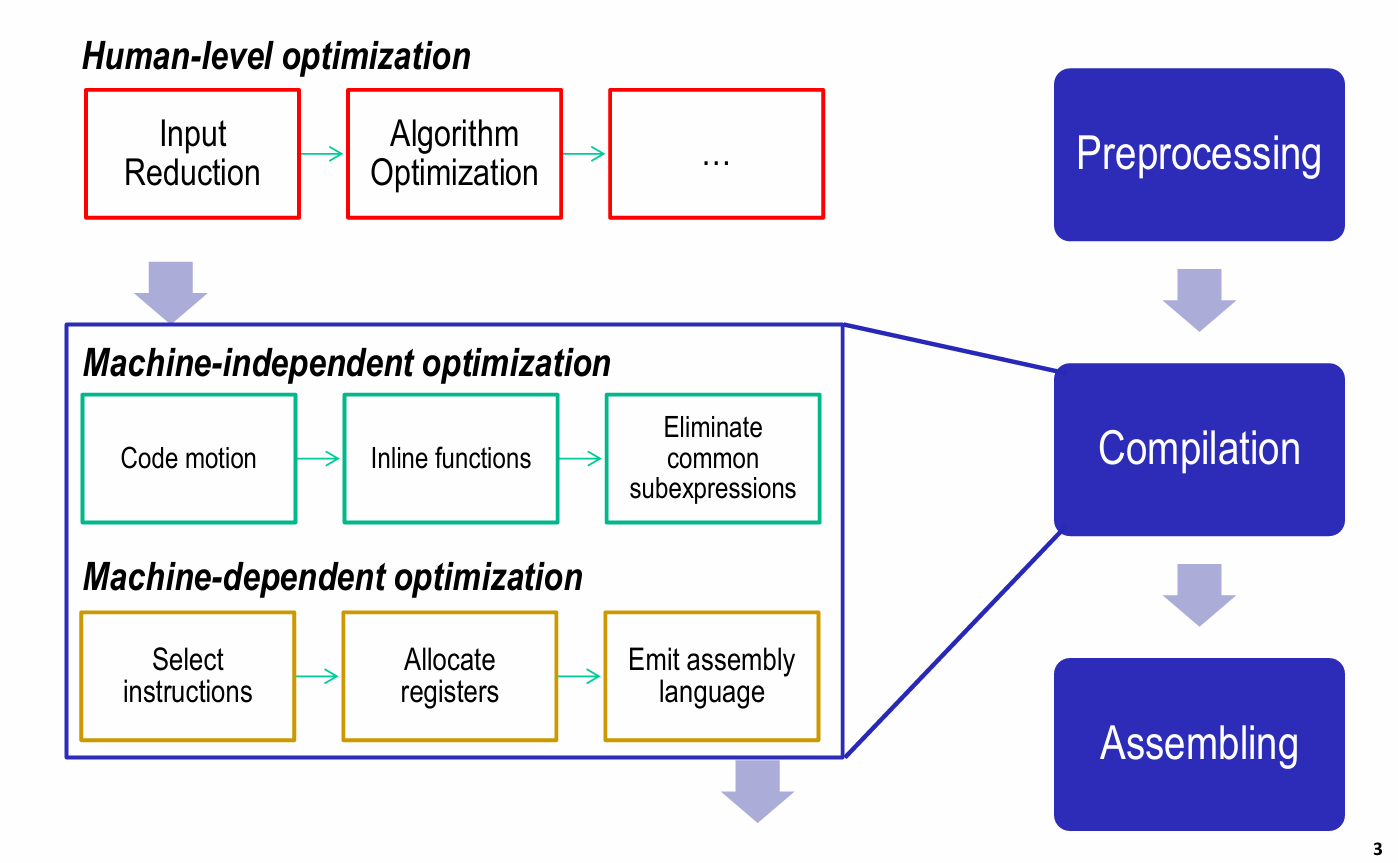 Human-level optimization
Input
Reduction
Algorithm
Optimization
...
Machine-independent optimization
Code motion
Inline functions
Eliminate
common
subexpressions
Machine-dependent optimization
Select
instructions
Allocate
registers
Emit assembly
language
Preprocessing
Compilation
Assembling
3